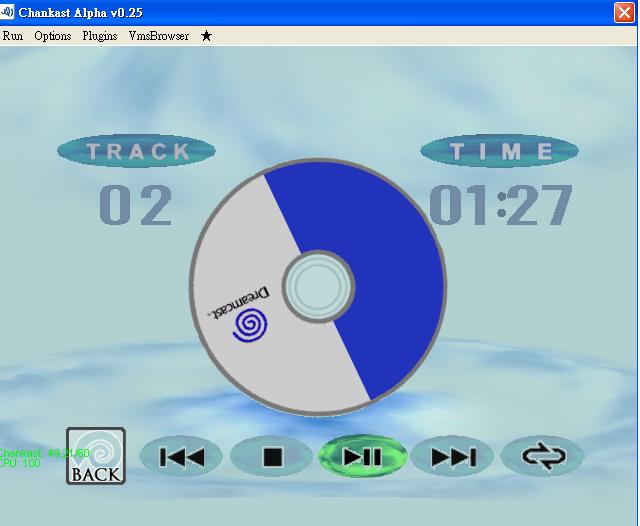 Chankast Alpha v0.25
Run Options Plugins VmsBrowser ★
TRACK
TIME
02
01:27
Dreamcast
Chankast: 49.21/60
CPU: 100
BACK